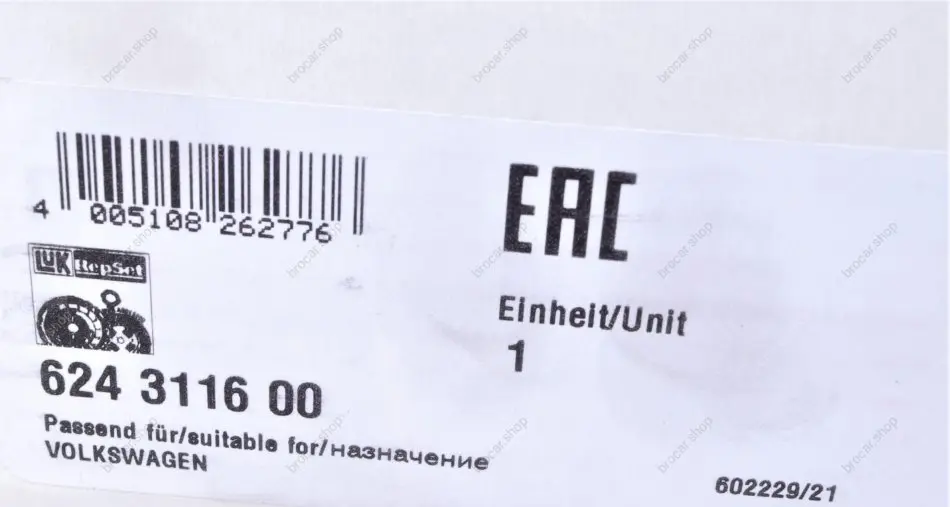 brocar.shop
4 005108 262776
EAC
LuK RepSet
Einheit/Unit
1
624 3116 00
Passend für/suitable for/назначение
VOLKSWAGEN
602229/21